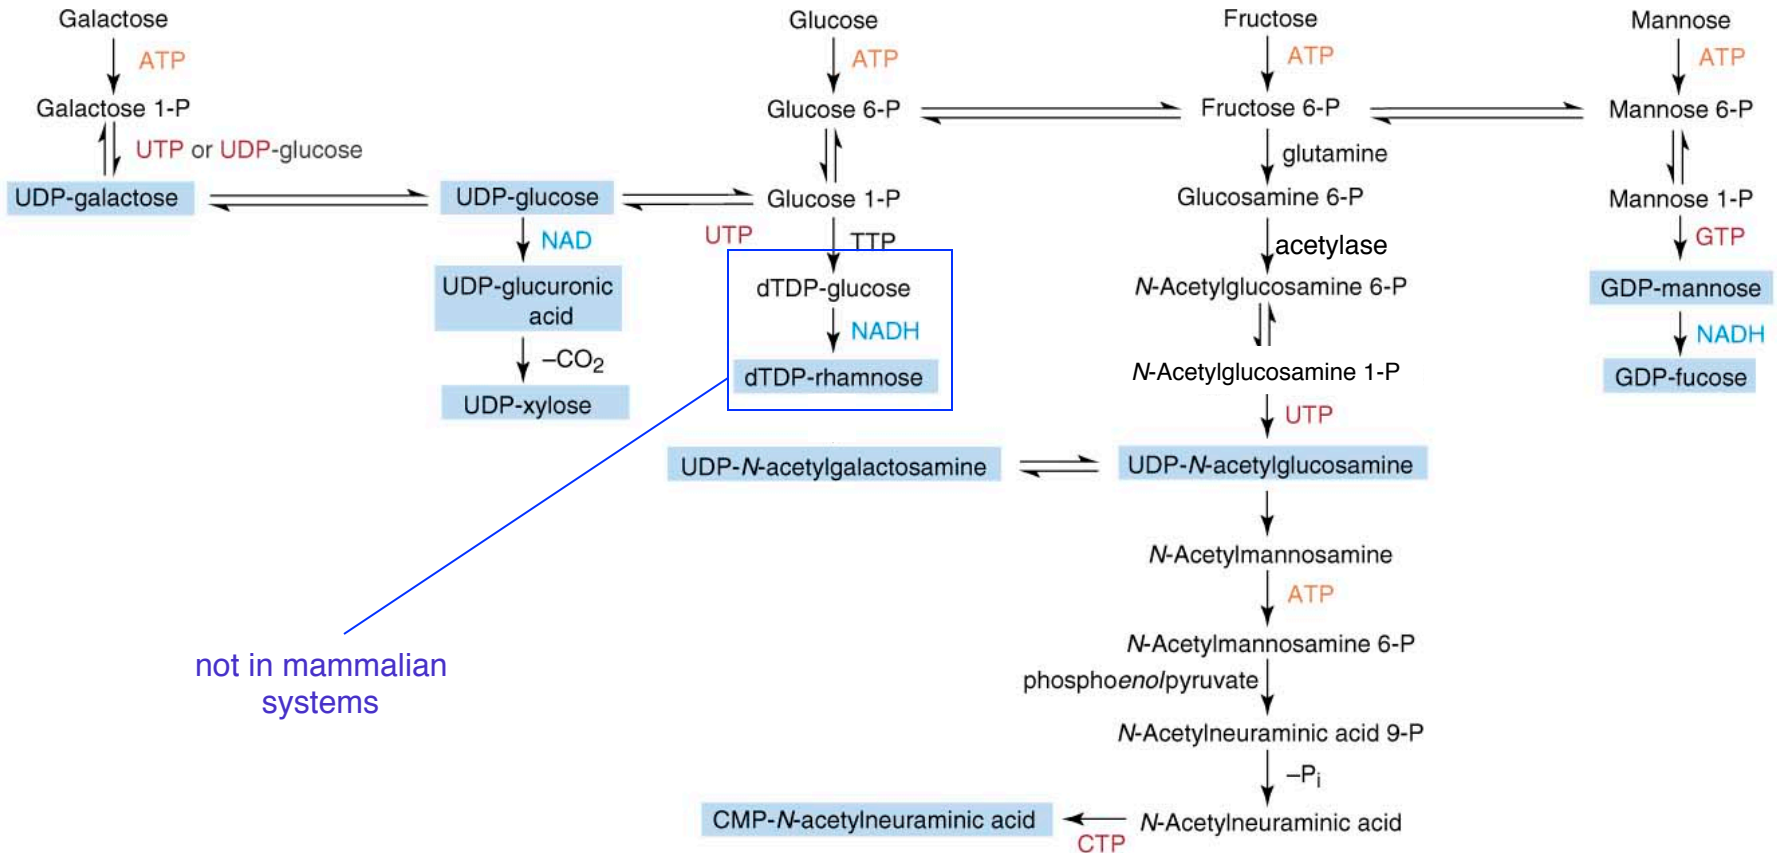 Galactose
Glucose
Fructose
Mannose
ATP
ATP
ATP
ATP
Galactose 1-P
Glucose 6-P
Fructose 6-P
Mannose 6-P
UTP or UDP-glucose
glutamine
UDP-galactose
UDP-glucose
Glucose 1-P
Glucosamine 6-P
Mannose 1-P
NAD
UTP
TTP
acetylase
GTP
UDP-glucuronic
acid
dTDP-glucose
N-Acetylglucosamine 6-P
GDP-mannose
–CO2
NADH
NADH
UDP-xylose
dTDP-rhamnose
N-Acetylglucosamine 1-P
GDP-fucose
UTP
UDP-N-acetylgalactosamine
UDP-N-acetylglucosamine
N-Acetylmannosamine
ATP
N-Acetylmannosamine 6-P
not in mammalian
systems
phosphoenolpyruvate
N-Acetylneuraminic acid 9-P
–Pi
CMP-N-acetylneuraminic acid
CTP
N-Acetylneuraminic acid